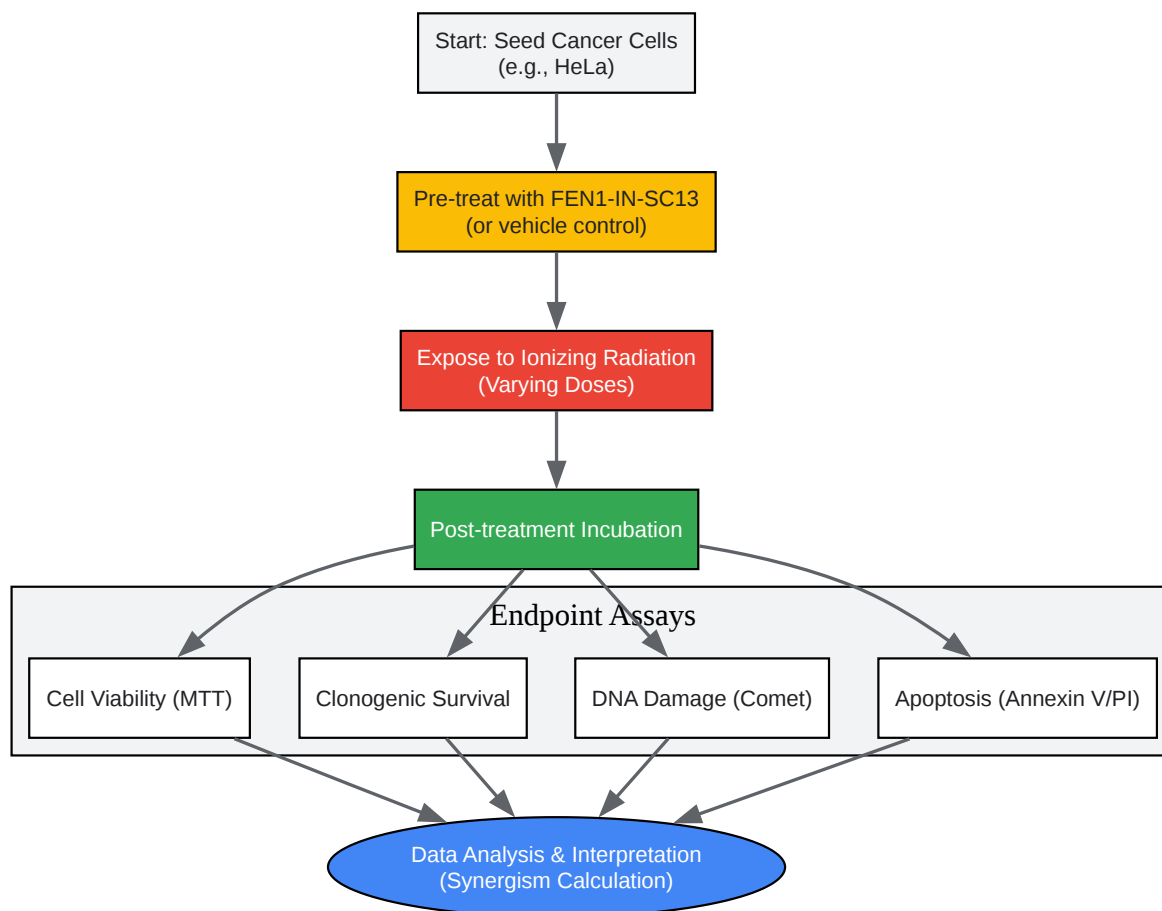 Start: Seed Cancer Cells
(e.g., HeLa)
Pre-treat with FEN1-IN-SC13
(or vehicle control)
Expose to Ionizing Radiation
(Varying Doses)
Post-treatment Incubation
Endpoint Assays
Cell Viability (MTT)
Clonogenic Survival
DNA Damage (Comet)
Apoptosis (Annexin V/PI)
Data Analysis & Interpretation
(Synergism Calculation)